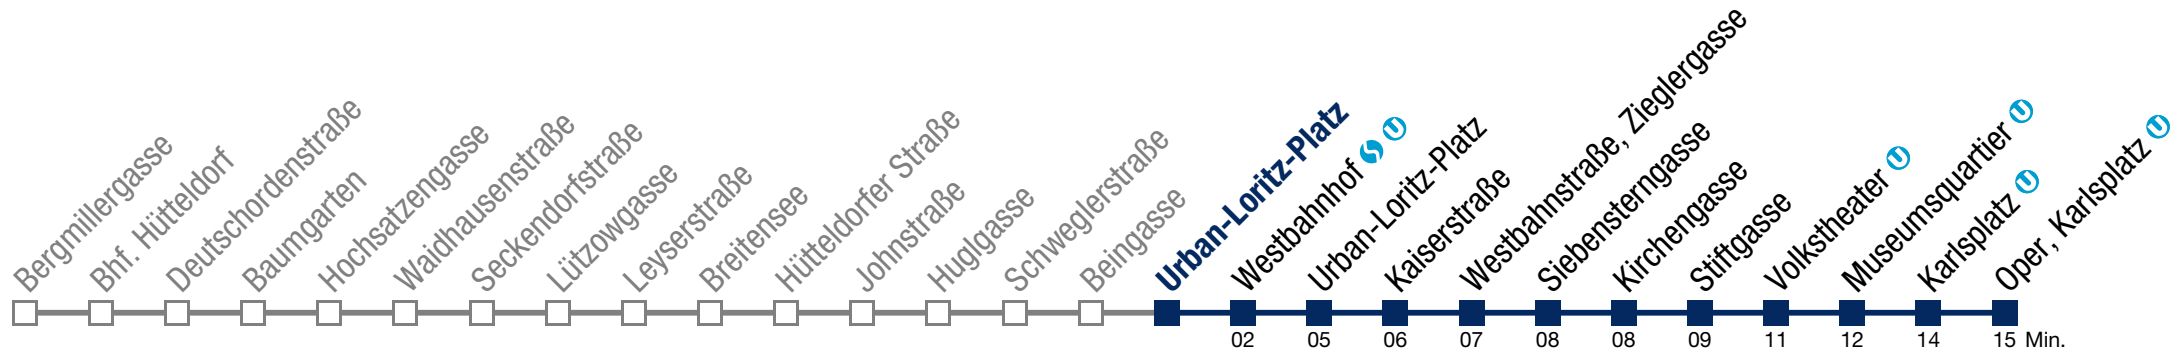 Bergmillergasse
Bhf. Hütteldorf
Deutschordenstraße
Baumgarten
Hochsatzengasse
Waidhausenstraße
Seckendorfstraße
Lützowgasse
Leyserstraße
Breitensee
Hütteldorfer Straße
Johnstraße
Huglgasse
Schweglerstraße
Beingasse
Urban-Loritz-Platz
Westbahnhof S U
Urban-Loritz-Platz
Kaiserstraße
Westbahnstraße, Zieglergasse
Siebensterngasse
Kirchengasse
Stiftgasse
Volkstheater U
Museumsquartier U
Karlsplatz U
Oper, Karlsplatz U
02 05 06 07 08 08 09 11 12 14 15 Min.